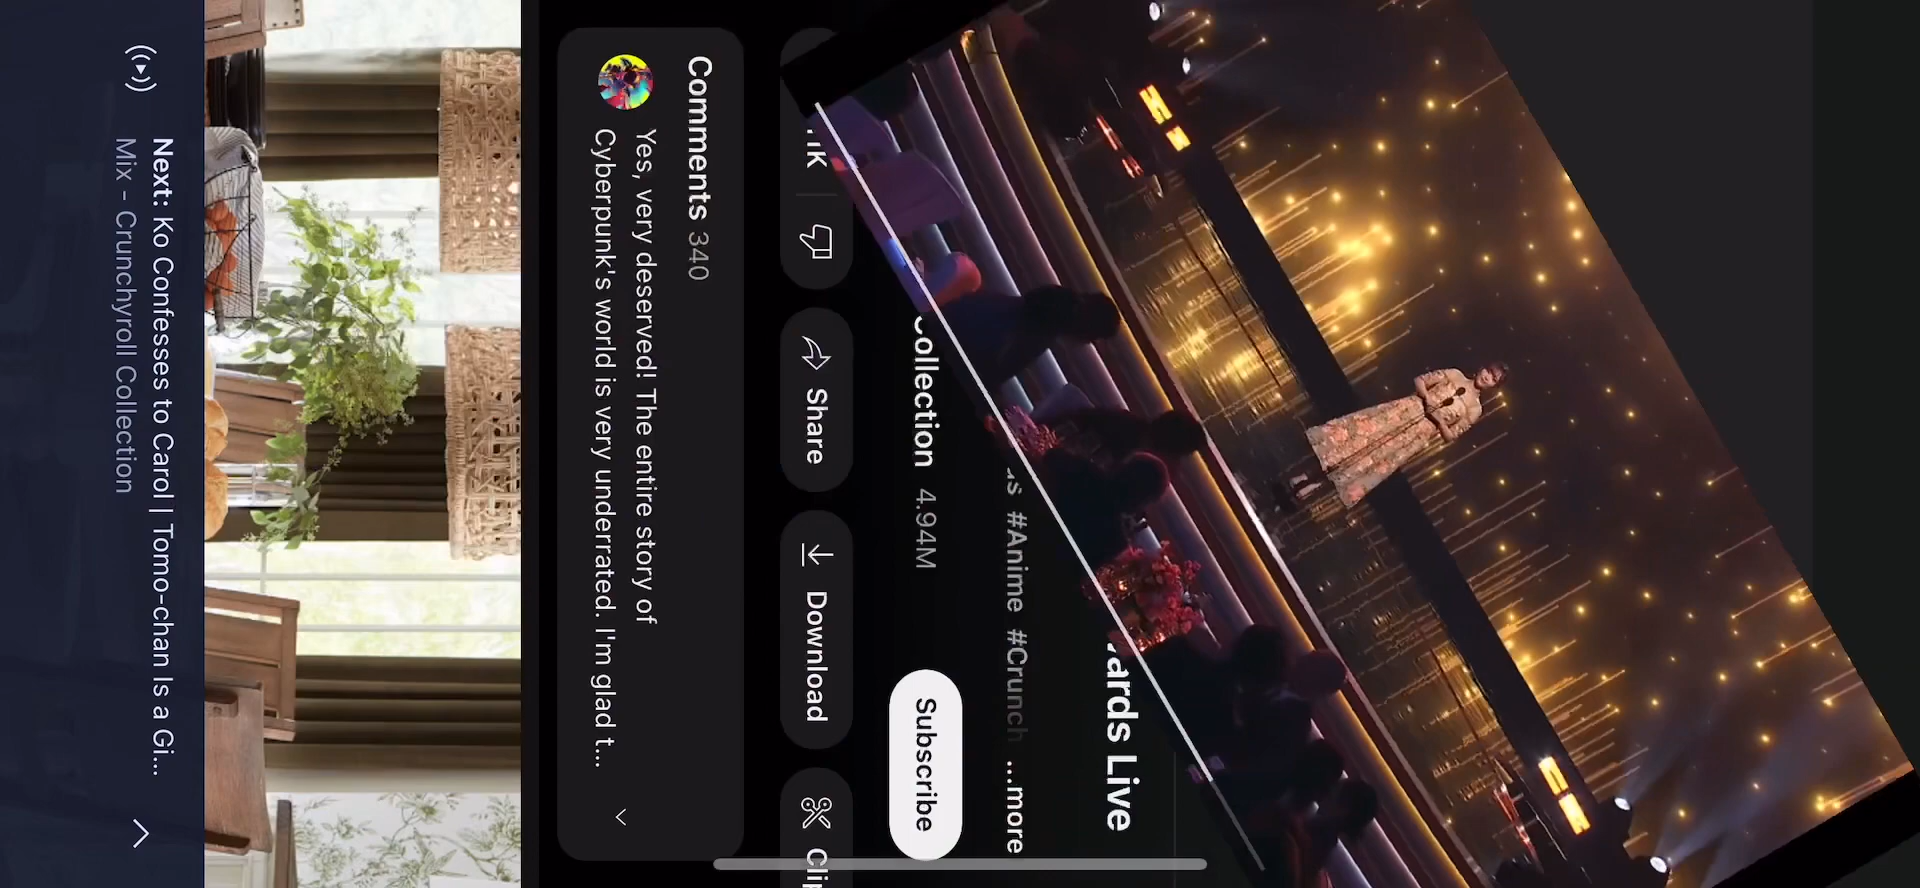 ards Live
#Anime #Crunch ...more
ollection 4.94M
Subscribe
Share
Download
Comments 340
Yes, very deserved! The entire story of
Cyberpunk's world is very underrated. I'm glad t...
Next: Ko Confesses to Carol | Tomo-chan Is a Gi...
Mix - Crunchyroll Collection